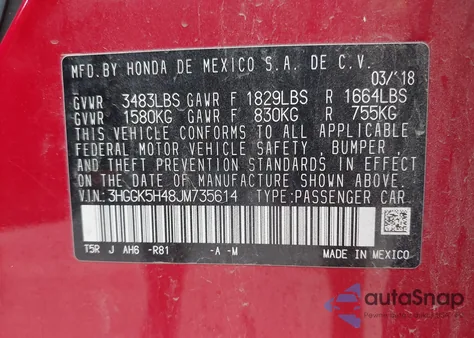 MFD.BY HONDA DE MEXICO S.A. DE C.V.
03/'18
GVWR 3483LBS GAWR F 1829LBS R 1664LBS
GVWR 1580KG GAWR F 830KG R 755KG
THIS VEHICLE CONFORMS TO ALL APPLICABLE
FEDERAL MOTOR VEHICLE SAFETY, BUMPER,
AND THEFT PREVENTION STANDARDS IN EFFECT
ON THE DATE OF MANUFACTURE SHOWN ABOVE.
V.I.N.: 3HGGK5H48JM735614 TYPE:PASSENGER CAR.
T5R J AH6 -R81 -A -M
MADE IN MEXICO
autoSnap